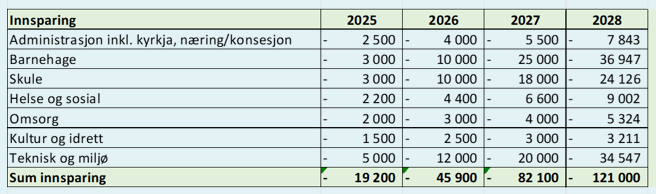 Innsparing 2025 2026 2027 2028
Administrasjon inkl. kyrkja, næring/konsesjon - 2 500 - 4 000 - 5 500 - 7 843
Barnehage - 3 000 - 10 000 - 25 000 - 36 947
Skule - 3 000 - 10 000 - 18 000 - 24 126
Helse og sosial - 2 200 - 4 400 - 6 600 - 9 002
Omsorg - 2 000 - 3 000 - 4 000 - 5 324
Kultur og idrett - 1 500 - 2 500 - 3 000 - 3 211
Teknisk og miljø - 5 000 - 12 000 - 20 000 - 34 547
Sum innsparing - 19 200 - 45 900 - 82 100 - 121 000